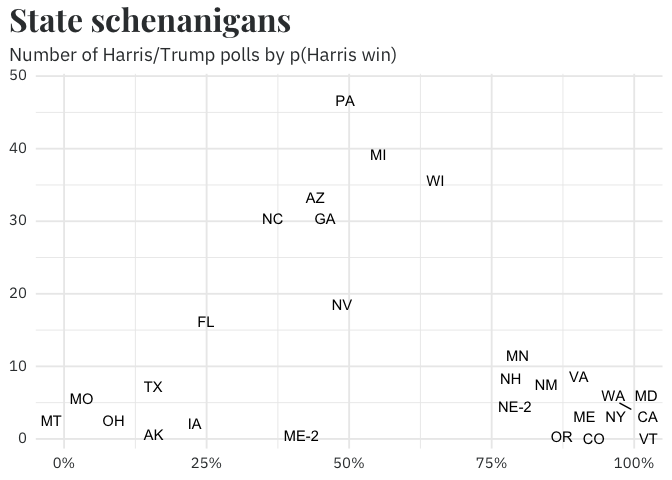 State schenanigans
Number of Harris/Trump polls by p(Harris win)
50
PA
40
MI
WI
AZ
30
NC GA
20
NV
FL
10
MN
VA
NH
NM
TX
MO
WA MD
NE-2
MT OH IA
ME NY CA
0
AK ME-2
OR CO VT
0% 25% 50% 75% 100%